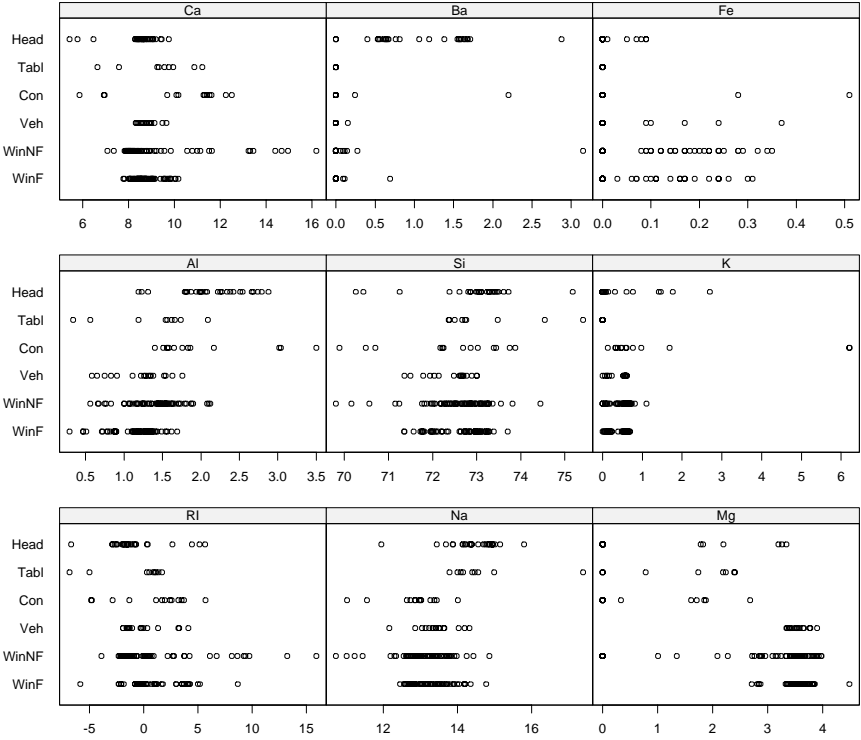 Ca Ba Fe
Head
Tabl
Con
Veh
WinNF
WinF
6 8 10 12 14 16 0.0 0.5 1.0 1.5 2.0 2.5 3.0 0.0 0.1 0.2 0.3 0.4 0.5
Al Si K
Head
Tabl
Con
Veh
WinNF
WinF
0.5 1.0 1.5 2.0 2.5 3.0 3.5 70 71 72 73 74 75 0 1 2 3 4 5 6
RI Na Mg
Head
Tabl
Con
Veh
WinNF
WinF
-5 0 5 10 15 12 14 16 0 1 2 3 4